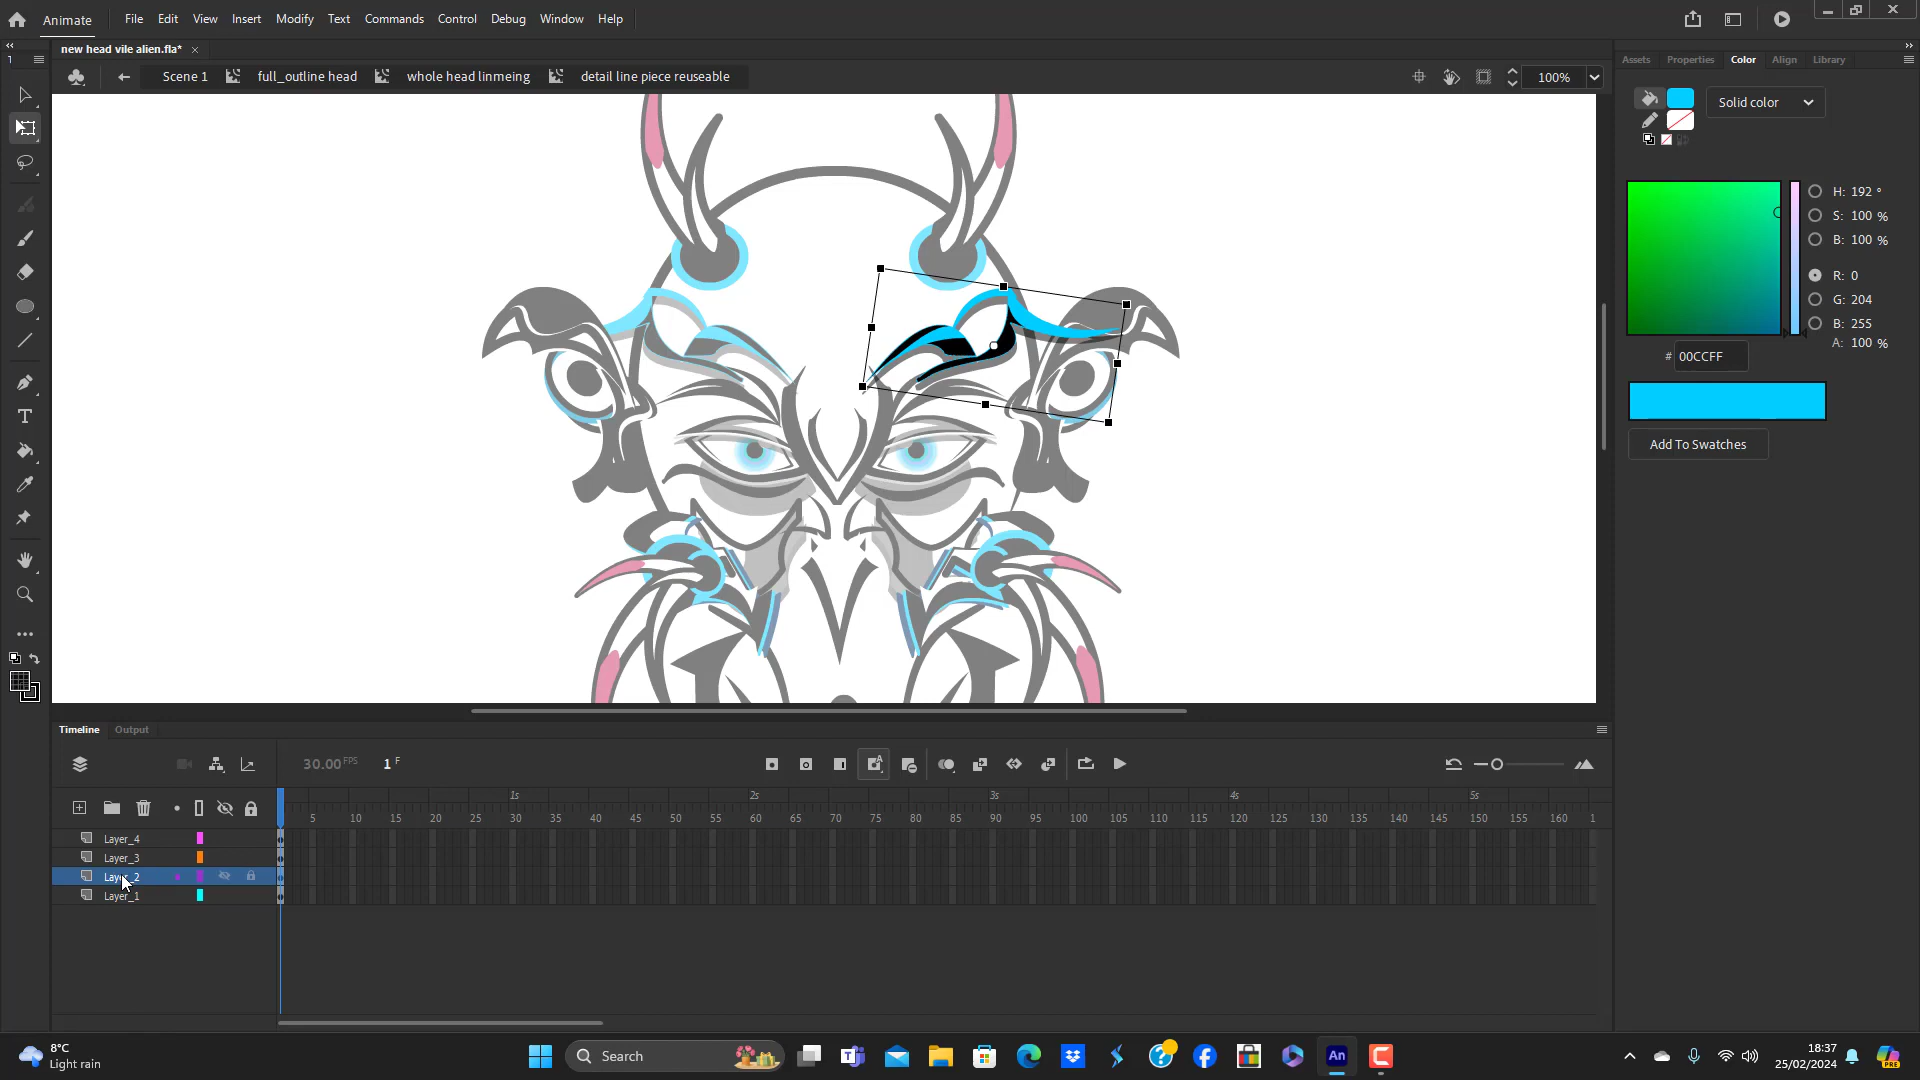 Animate File Edit View Insert Modify Text Commands Control Debug Window Help
new head vile alien.fla*
Assets Properties Color Align Library
Scene 1 full_outline head whole head linmeing detail line piece reuseable 100%
Solid color
H: 192 °
S: 100 %
B: 100 %
R: 0
G: 204
B: 255
A: 100 %
# 00CCFF
Add To Swatches
Timeline Output
30.00 FPS 1 F
1s 2s 3s 4s 5s
5 10 15 20 25 30 35 40 45 50 55 60 65 70 75 80 85 90 95 100 105 110 115 120 125 130 135 140 145 150 155 160 1
Layer_4
Layer_3
Layer_2
Layer_1
8°C
Light rain
Search
An
18:37
25/02/2024
PRE